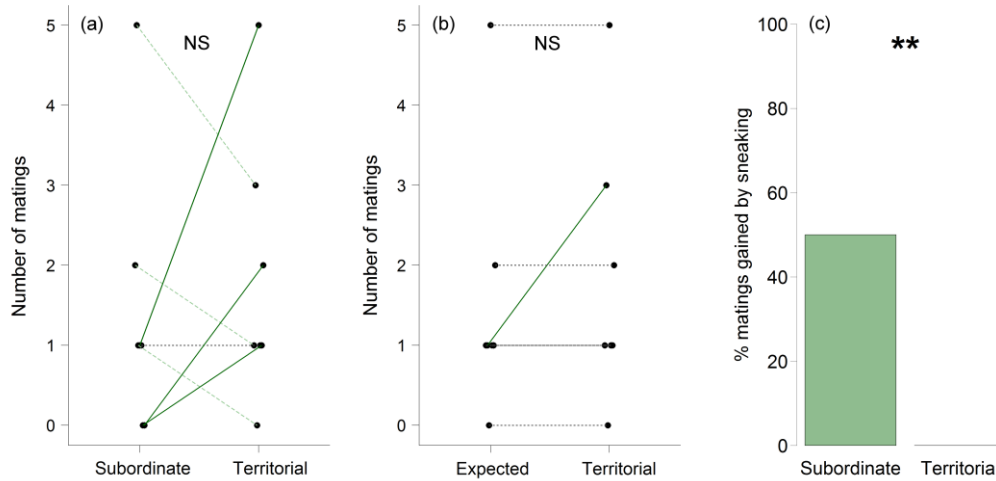 (a)
NS
Number of matings
5
4
3
2
1
0
Subordinate Territorial
(b)
NS
Number of matings
5
4
3
2
1
0
Expected Territorial
(c)
**
% matings gained by sneaking
100
80
60
40
20
0
Subordinate Territoria